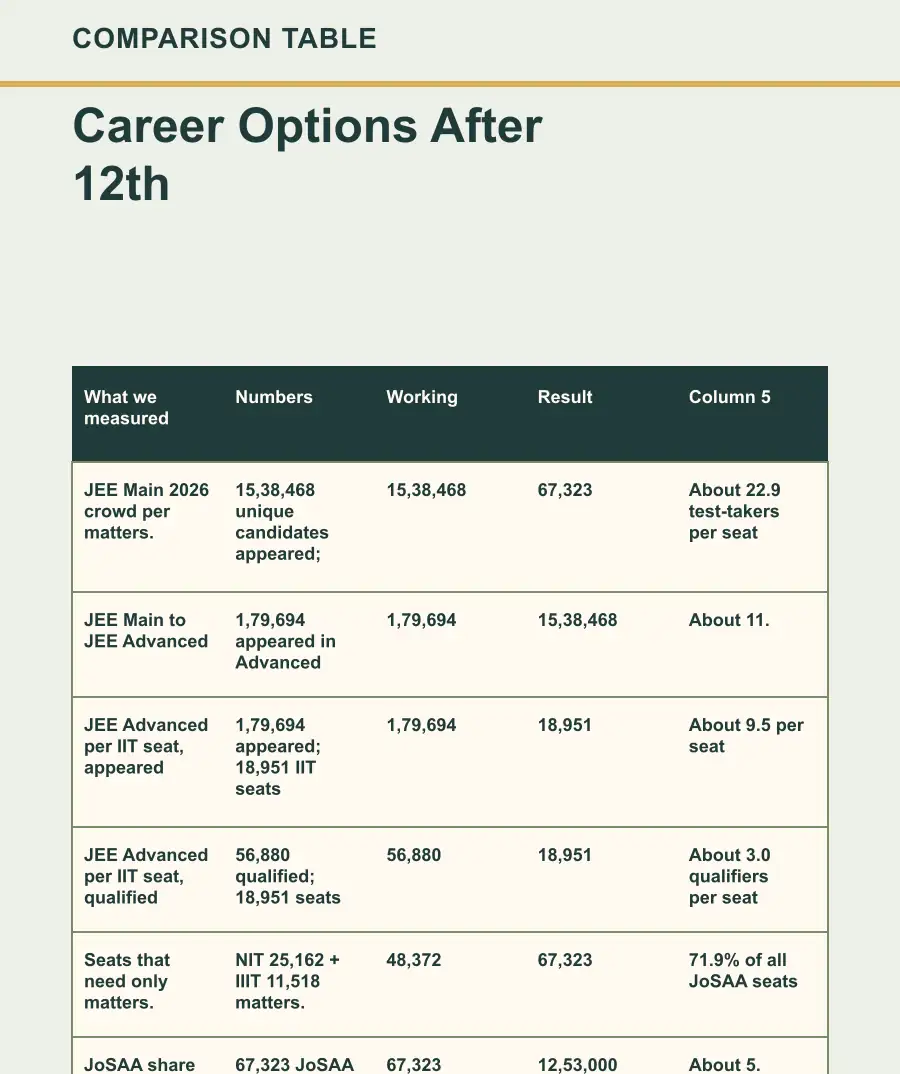 COMPARISON TABLE
Career Options After
12th
What we
measured
Numbers
Working
Result
Column 5
JEE Main 2026
crowd per
matters.
15,38,468
unique
candidates
appeared;
15,38,468
67,323
About 22.9
test-takers
per seat
JEE Main to
JEE Advanced
1,79,694
appeared in
Advanced
1,79,694
15,38,468
About 11.
JEE Advanced
per IIT seat,
appeared
1,79,694
appeared;
18,951 IIT
seats
1,79,694
18,951
About 9.5 per
seat
JEE Advanced
per IIT seat,
qualified
56,880
qualified;
18,951 seats
56,880
18,951
About 3.0
qualifiers
per seat
Seats that
need only
matters.
NIT 25,162 +
IIIT 11,518
matters.
48,372
67,323
71.9% of all
JoSAA seats
JoSAA share
67,323 JoSAA
67,323
12,53,000
About 5.